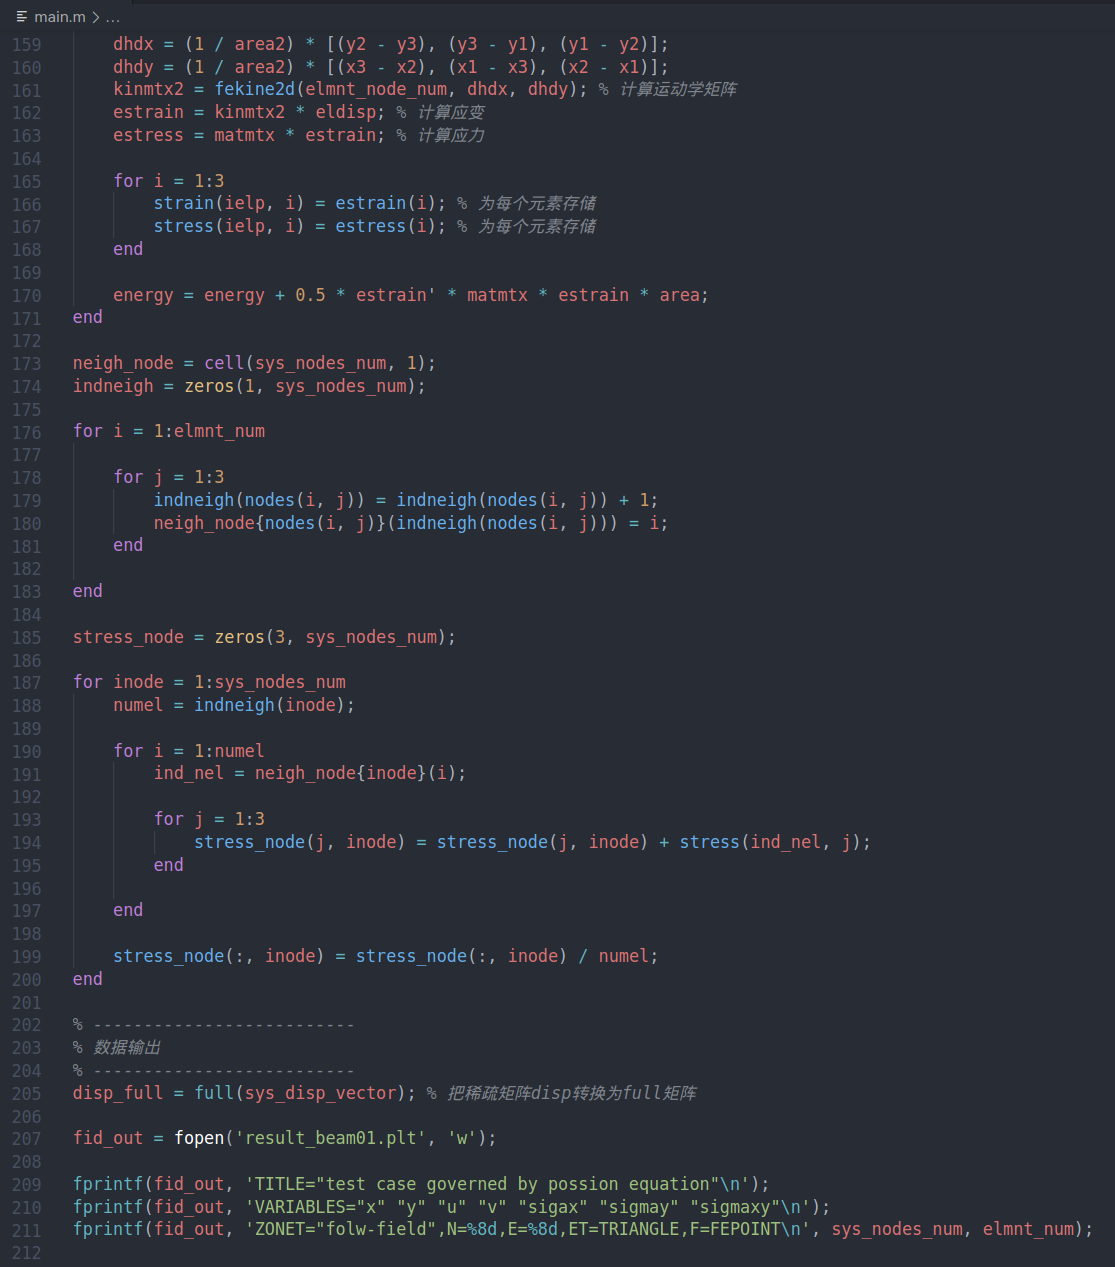 main.m > ...
159 dhdx = (1 / area2) * [(y2 - y3), (y3 - y1), (y1 - y2)];
160 dhdy = (1 / area2) * [(x3 - x2), (x1 - x3), (x2 - x1)];
161 kinmtx2 = fekine2d(elmnt_node_num, dhdx, dhdy); % 计算运动学矩阵
162 estrain = kinmtx2 * eldisp; % 计算应变
163 estress = matmtx * estrain; % 计算应力
164
165 for i = 1:3
166 strain(ielp, i) = estrain(i); % 为每个元素存储
167 stress(ielp, i) = estress(i); % 为每个元素存储
168 end
169
170 energy = energy + 0.5 * estrain' * matmtx * estrain * area;
171 end
172
173 neigh_node = cell(sys_nodes_num, 1);
174 indneigh = zeros(1, sys_nodes_num);
175
176 for i = 1:elmnt_num
177
178 for j = 1:3
179 indneigh(nodes(i, j)) = indneigh(nodes(i, j)) + 1;
180 neigh_node{nodes(i, j)}(indneigh(nodes(i, j))) = i;
181 end
182
183 end
184
185 stress_node = zeros(3, sys_nodes_num);
186
187 for inode = 1:sys_nodes_num
188 numel = indneigh(inode);
189
190 for i = 1:numel
191 ind_nel = neigh_node{inode}(i);
192
193 for j = 1:3
194 stress_node(j, inode) = stress_node(j, inode) + stress(ind_nel, j);
195 end
196
197 end
198
199 stress_node(:, inode) = stress_node(:, inode) / numel;
200 end
201
202 % --------------------------
203 % 数据输出
204 % --------------------------
205 disp_full = full(sys_disp_vector); % 把稀疏矩阵disp转换为full矩阵
206
207 fid_out = fopen('result_beam01.plt', 'w');
208
209 fprintf(fid_out, 'TITLE="test case governed by possion equation"\n');
210 fprintf(fid_out, 'VARIABLES="x" "y" "u" "v" "sigax" "sigmay" "sigmaxy"\n');
211 fprintf(fid_out, 'ZONET="folw-field",N=%8d,E=%8d,ET=TRIANGLE,F=FEPOINT\n', sys_nodes_num, elmnt_num);
212